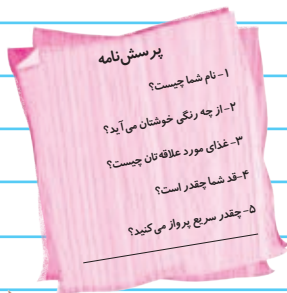 پرسش‌نامه
۱- نام شما چیست؟
۲- از چه رنگی خوشتان می‌آید؟
۳- غذای مورد علاقه‌تان چیست؟
۴- قد شما چقدر است؟
۵- چقدر سریع پرواز می‌کنید؟